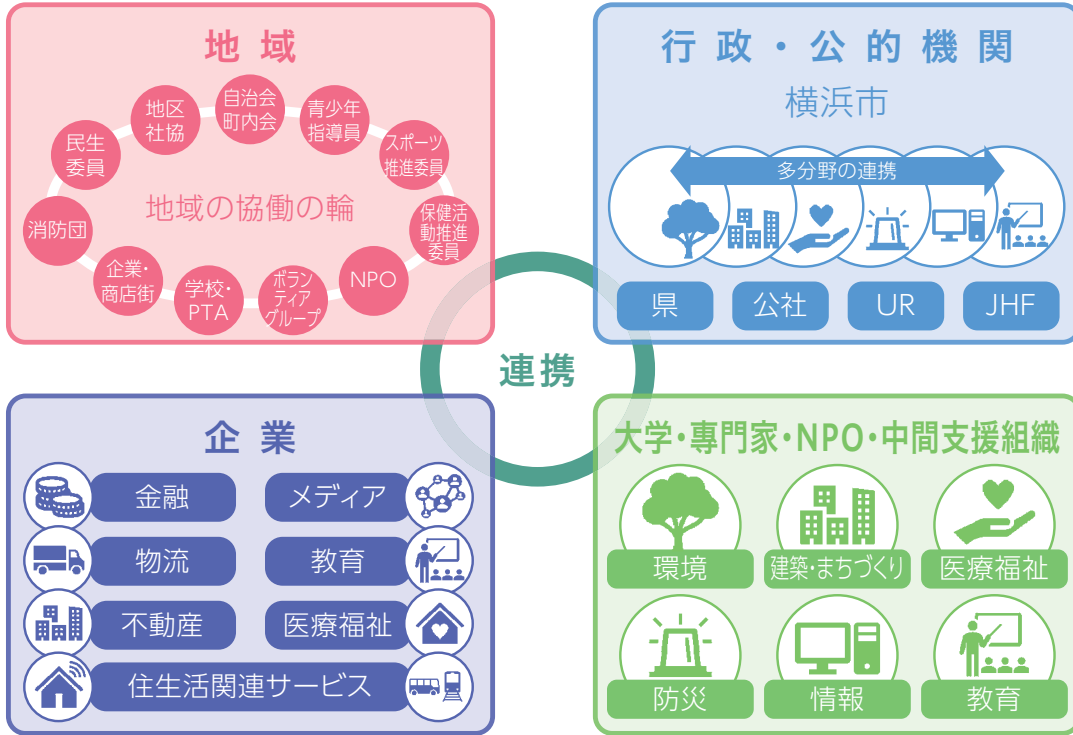 地域
自治会
町内会
青少年
指導員
スポーツ
推進委員
保健活
動推進
委員
NPO
ボラン
ティア
グループ
学校・
PTA
企業・
商店街
消防団
民生
委員
地区
社協
地域の協働の輪
行政・公的機関
横浜市
多分野の連携
県
公社
UR
JHF
連携
企業
金融
メディア
物流
教育
不動産
医療福祉
住生活関連サービス
大学・専門家・NPO・中間支援組織
環境
建築・まちづくり
医療福祉
防災
情報
教育